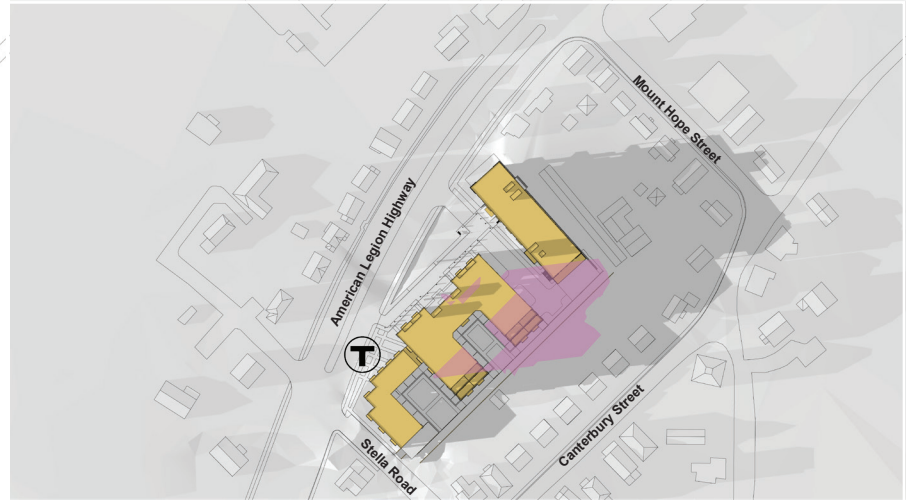 Mount Hope Street
American Legion Highway
T
Canterbury Street
Stella Road